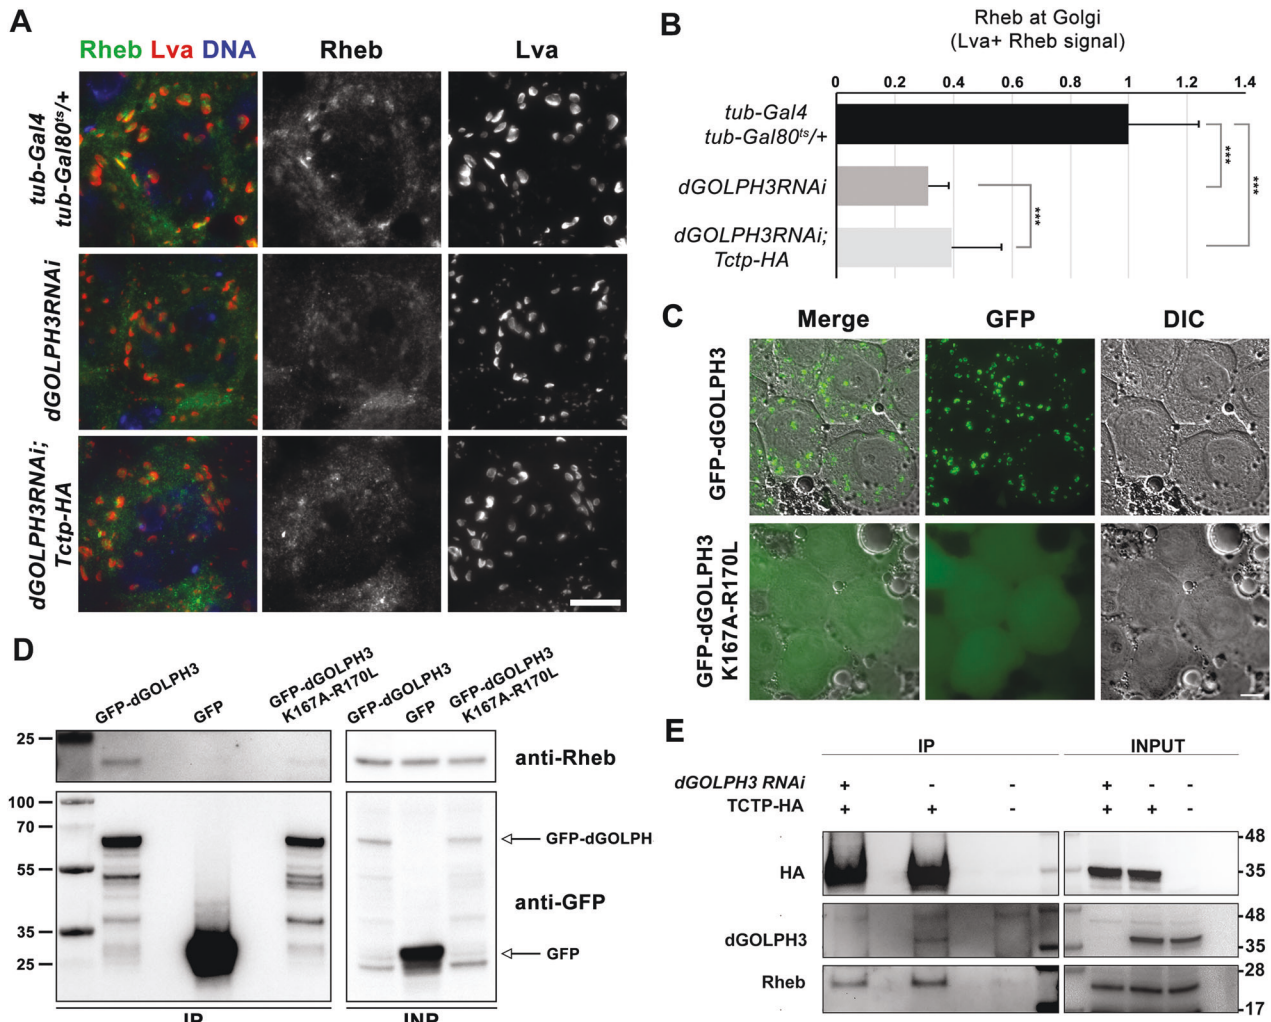 A
Rheb Lva DNA
Rheb
Lva
tub-Gal4
tub-Gal80ts/+
dGOLPH3RNAi
dGOLPH3RNAi;
Tctp-HA
B
Rheb at Golgi
(Lva+ Rheb signal)
0 0.2 0.4 0.6 0.8 1 1.2 1.4
tub-Gal4
tub-Gal80ts/+
dGOLPH3RNAi
dGOLPH3RNAi;
Tctp-HA
***
***
***
C
Merge
GFP
DIC
GFP-dGOLPH3
GFP-dGOLPH3
K167A-R170L
D
GFP-dGOLPH3
GFP
GFP-dGOLPH3
K167A-R170L
GFP-dGOLPH3
GFP
GFP-dGOLPH3
K167A-R170L
25
anti-Rheb
100
70
55
35
25
GFP-dGOLPH
anti-GFP
GFP
IP
INP
E
IP
INPUT
dGOLPH3 RNAi + - - + - -
TCTP-HA + + - + + -
HA
48
35
dGOLPH3
48
35
Rheb
28
17